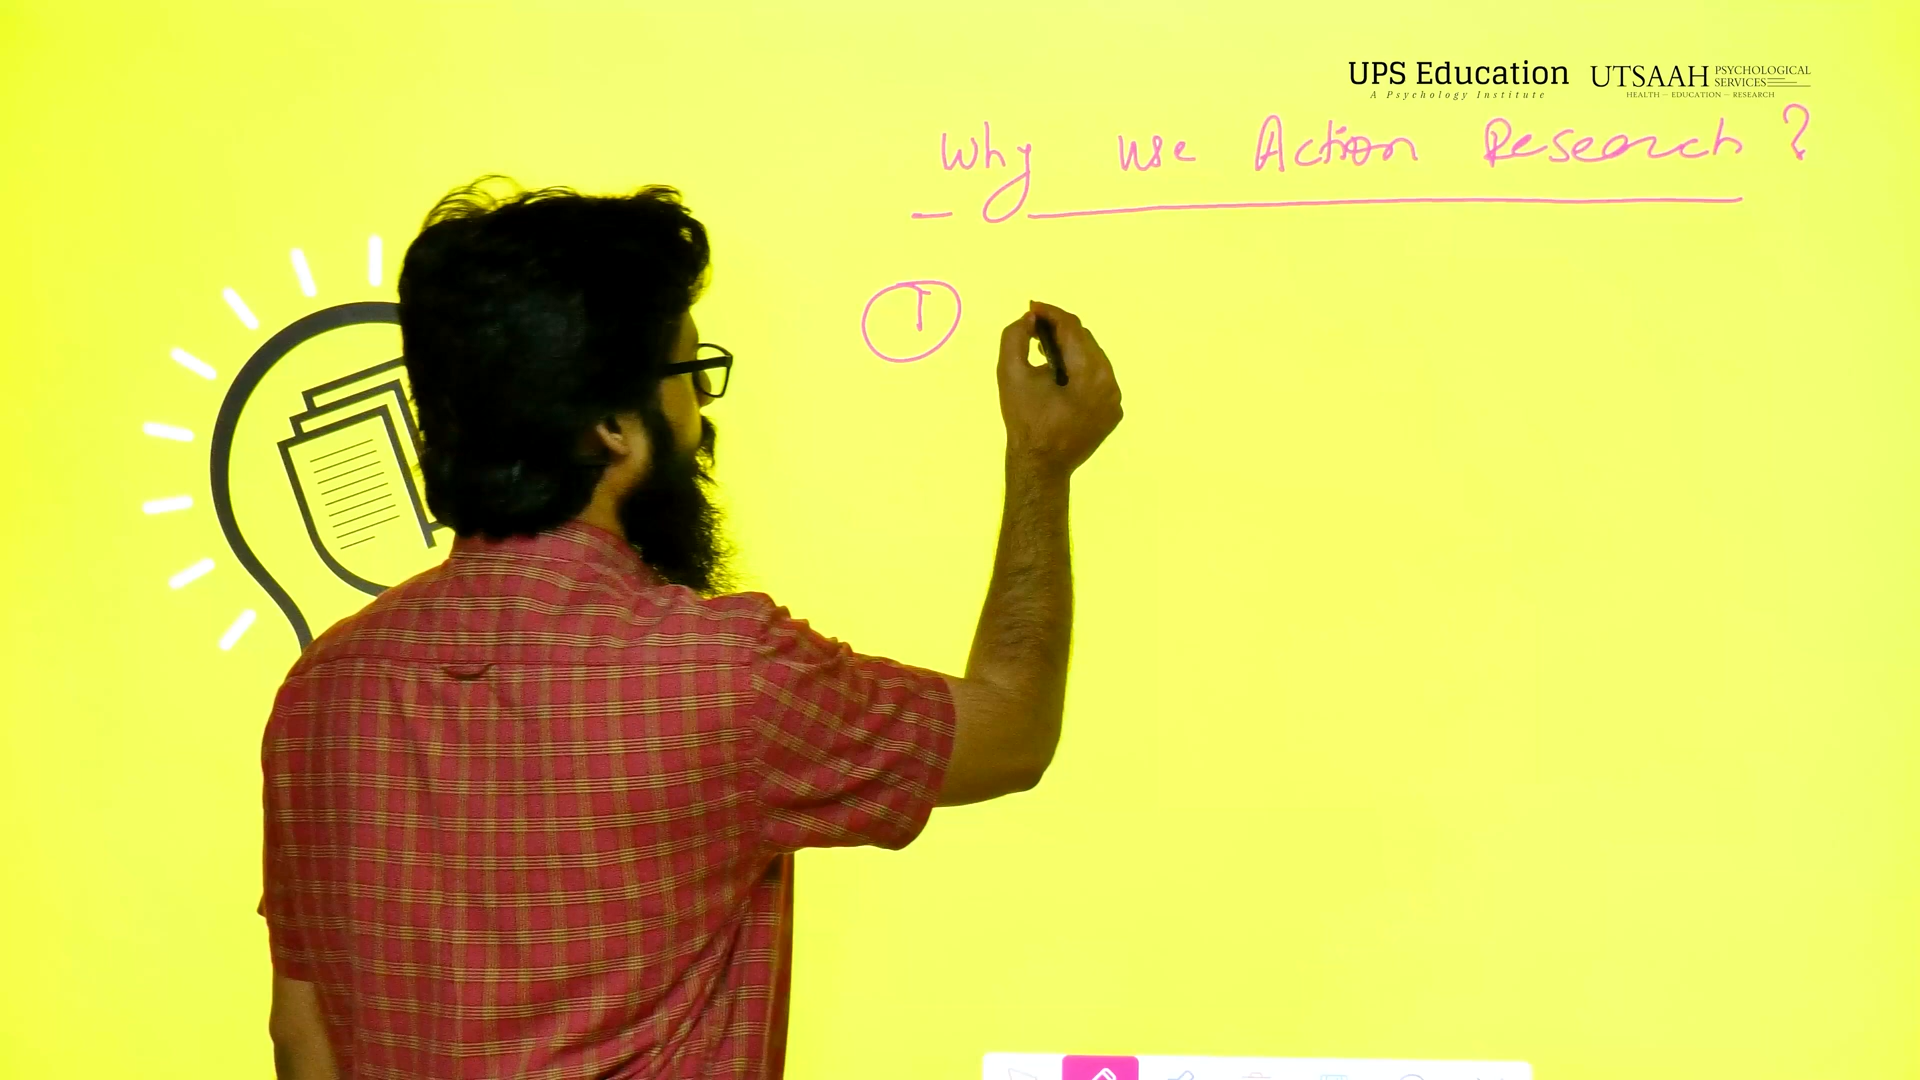 UPS Education
A Psychology Institute
UTSAAH PSYCHOLOGICAL SERVICES
HEALTH – EDUCATION – RESEARCH
Why use Action Research ?
1